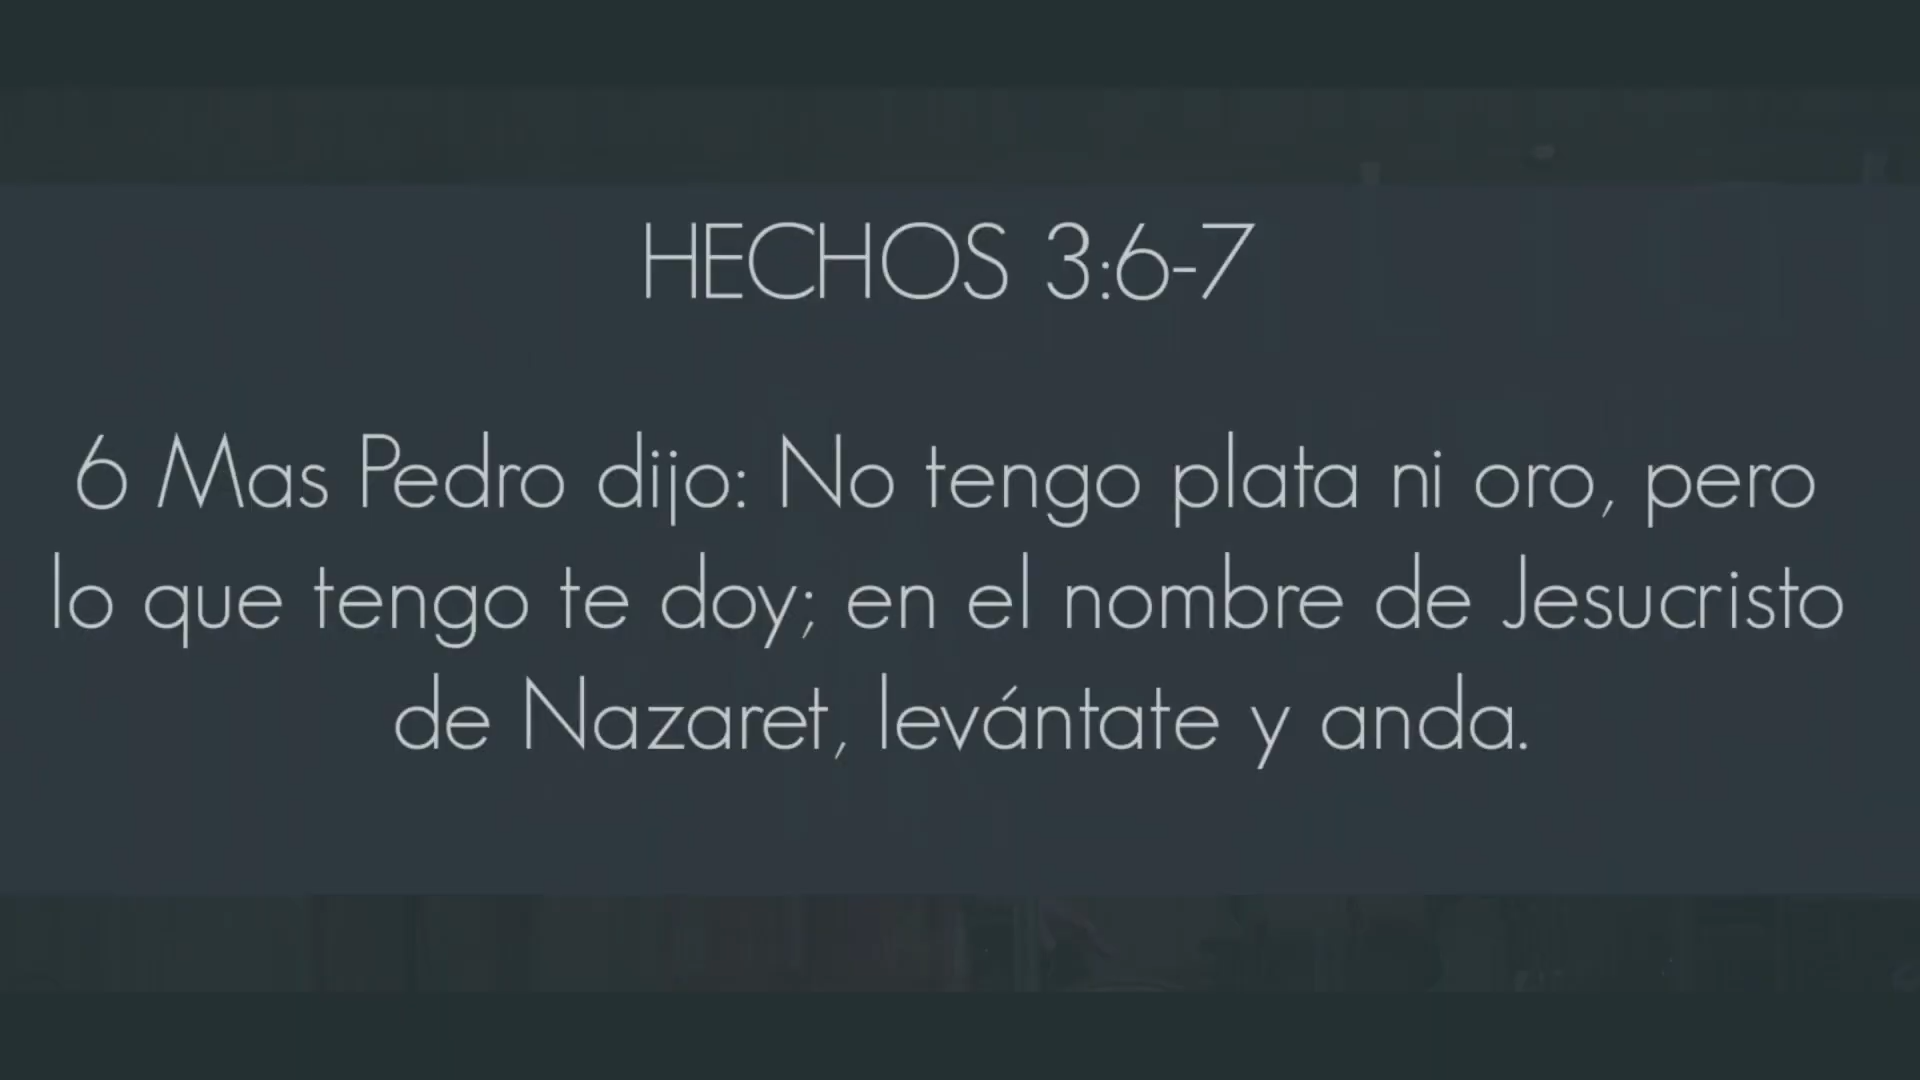 HECHOS 3:6-7
6 Mas Pedro dijo: No tengo plata ni oro, pero
lo que tengo te doy; en el nombre de Jesucristo
de Nazaret, levántate y anda.